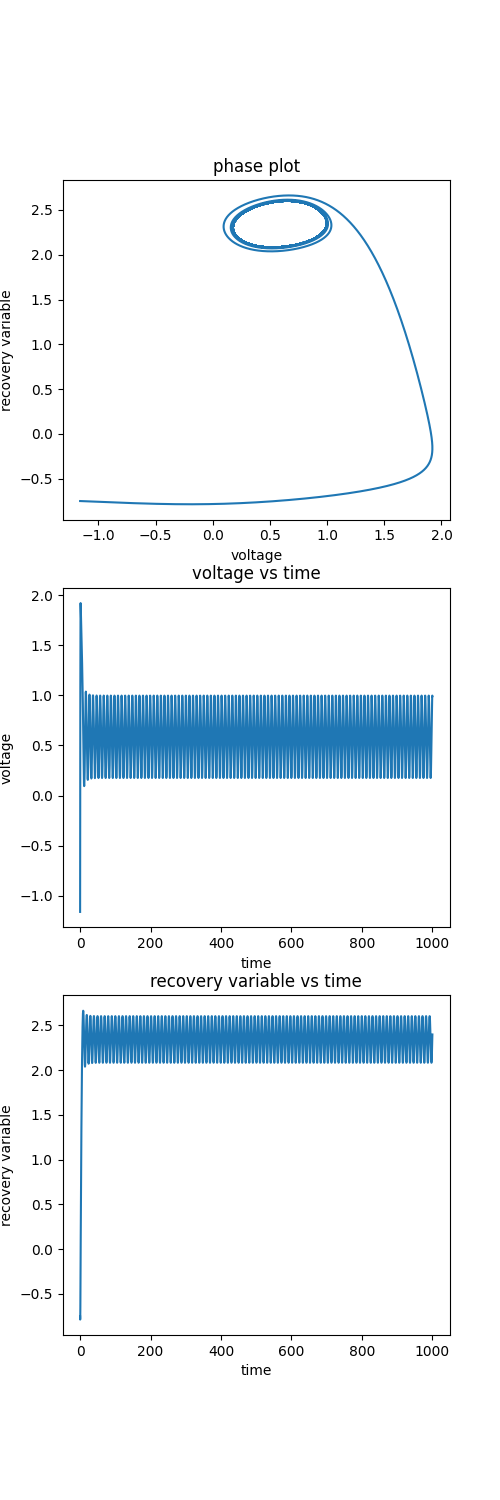 phase plot
recovery variable
2.5
2.0
1.5
1.0
0.5
0.0
−0.5
−1.0 −0.5 0.0 0.5 1.0 1.5 2.0
voltage
voltage vs time
voltage
2.0
1.5
1.0
0.5
0.0
−0.5
−1.0
0 200 400 600 800 1000
time
recovery variable vs time
recovery variable
2.5
2.0
1.5
1.0
0.5
0.0
−0.5
0 200 400 600 800 1000
time